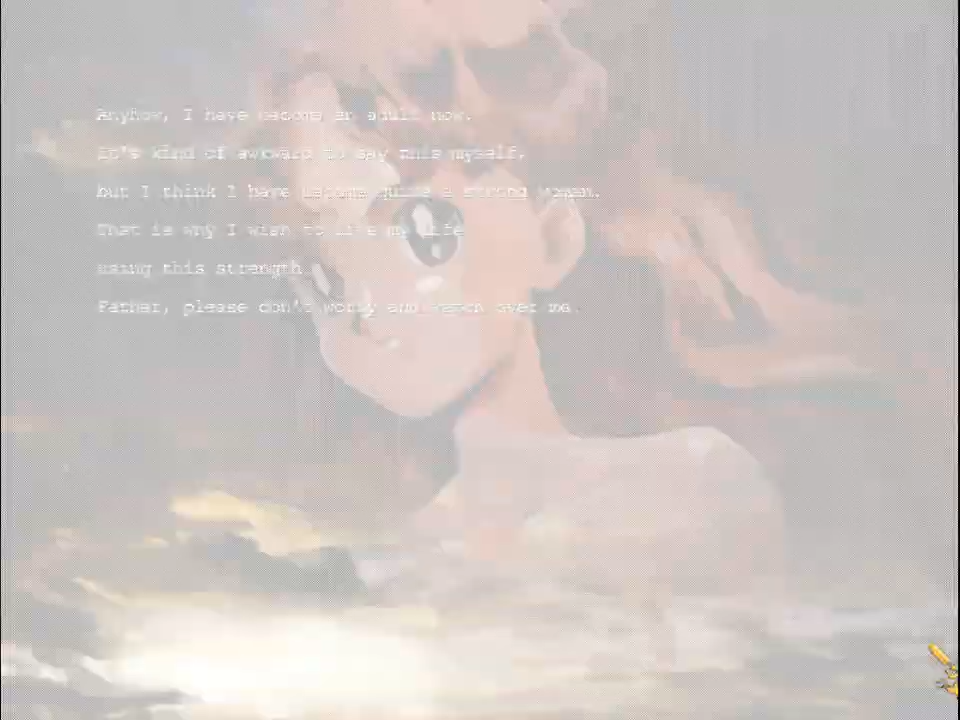 Anyhow, I have become an adult now.
It's kind of awkward to say this myself,
but I think I have become quite a strong woman.
That is why I wish to live my life
using this strength.
Father, please don't worry and watch over me.